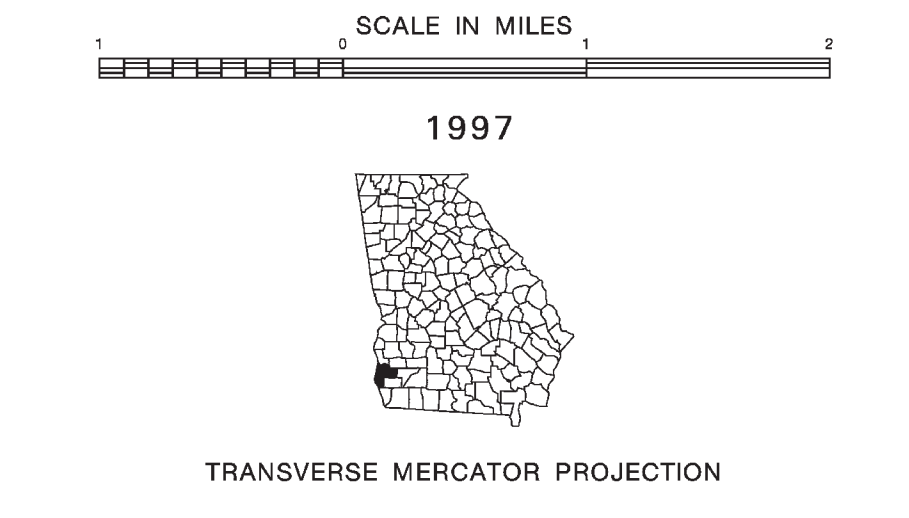 SCALE IN MILES
1 0 1 2
1997
TRANSVERSE MERCATOR PROJECTION